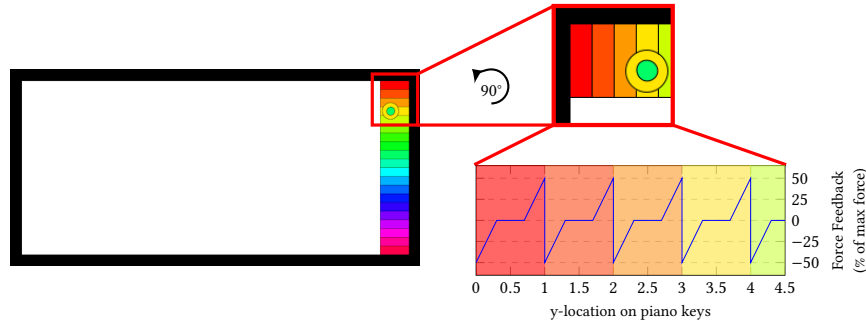 90°
50
25
0
−25
−50
Force Feedback
(% of max force)
0 0.5 1 1.5 2 2.5 3 3.5 4 4.5
y-location on piano keys